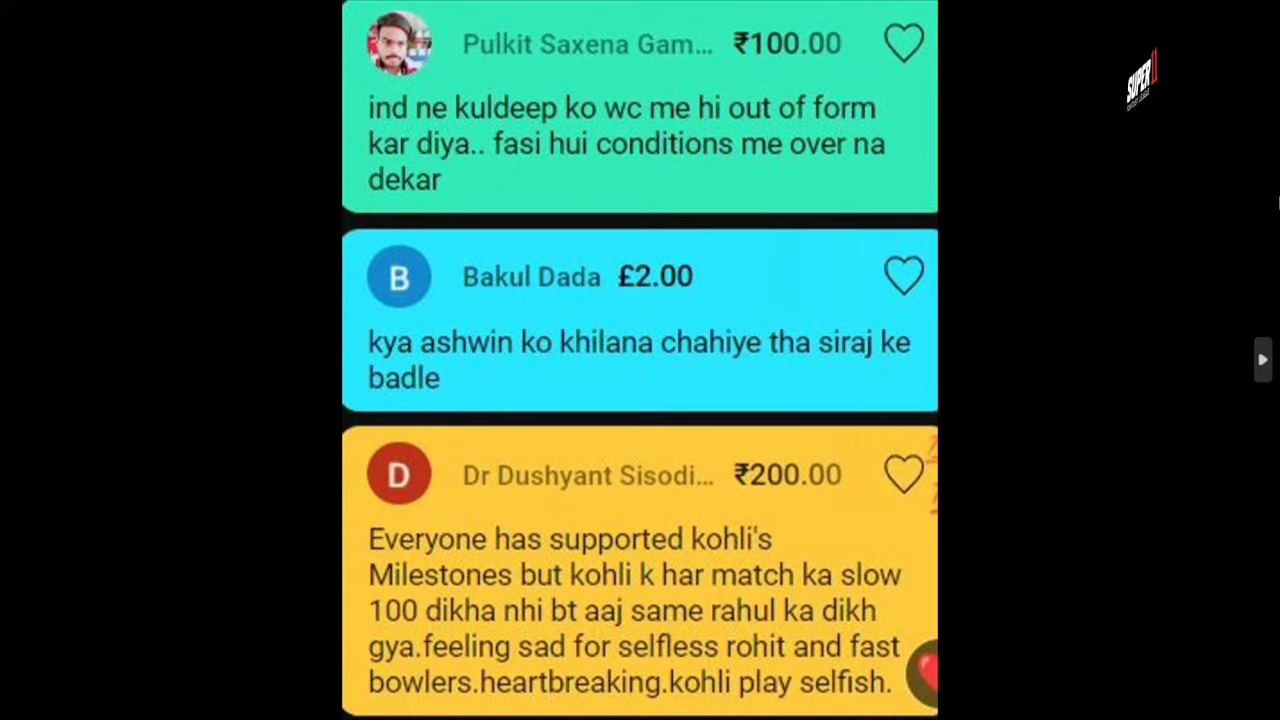 Pulkit Saxena Gam... ₹100.00
ind ne kuldeep ko wc me hi out of form
kar diya.. fasi hui conditions me over na
dekar
B Bakul Dada £2.00
kya ashwin ko khilana chahiye tha siraj ke
badle
D Dr Dushyant Sisodi... ₹200.00
Everyone has supported kohli's
Milestones but kohli k har match ka slow
100 dikha nhi bt aaj same rahul ka dikh
gya.feeling sad for selfless rohit and fast
bowlers.heartbreaking.kohli play selfish.
SUPER 11